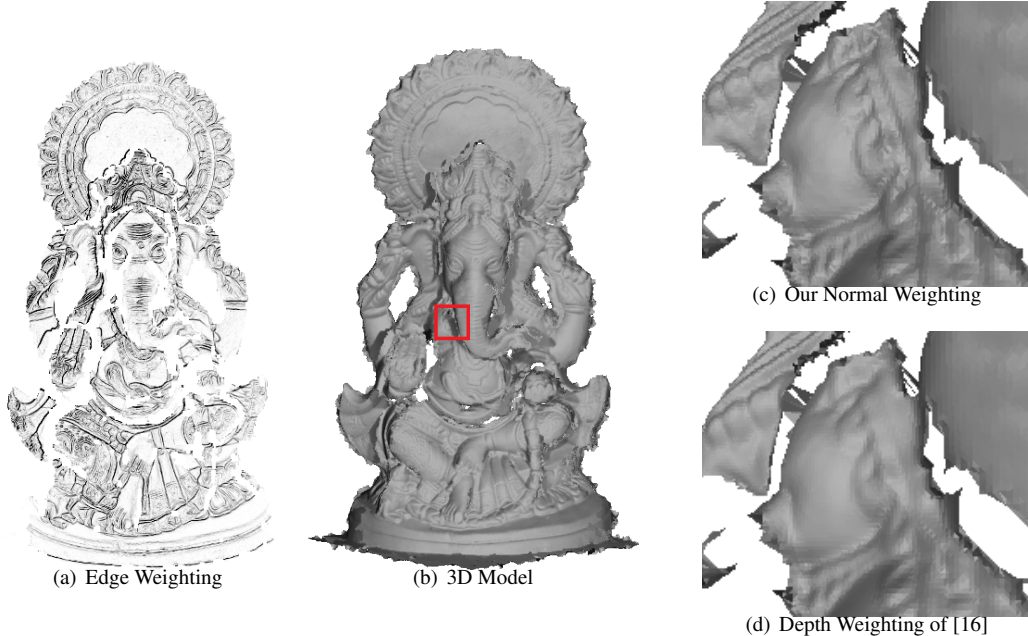 (a) Edge Weighting
(b) 3D Model
(c) Our Normal Weighting
(d) Depth Weighting of [16]